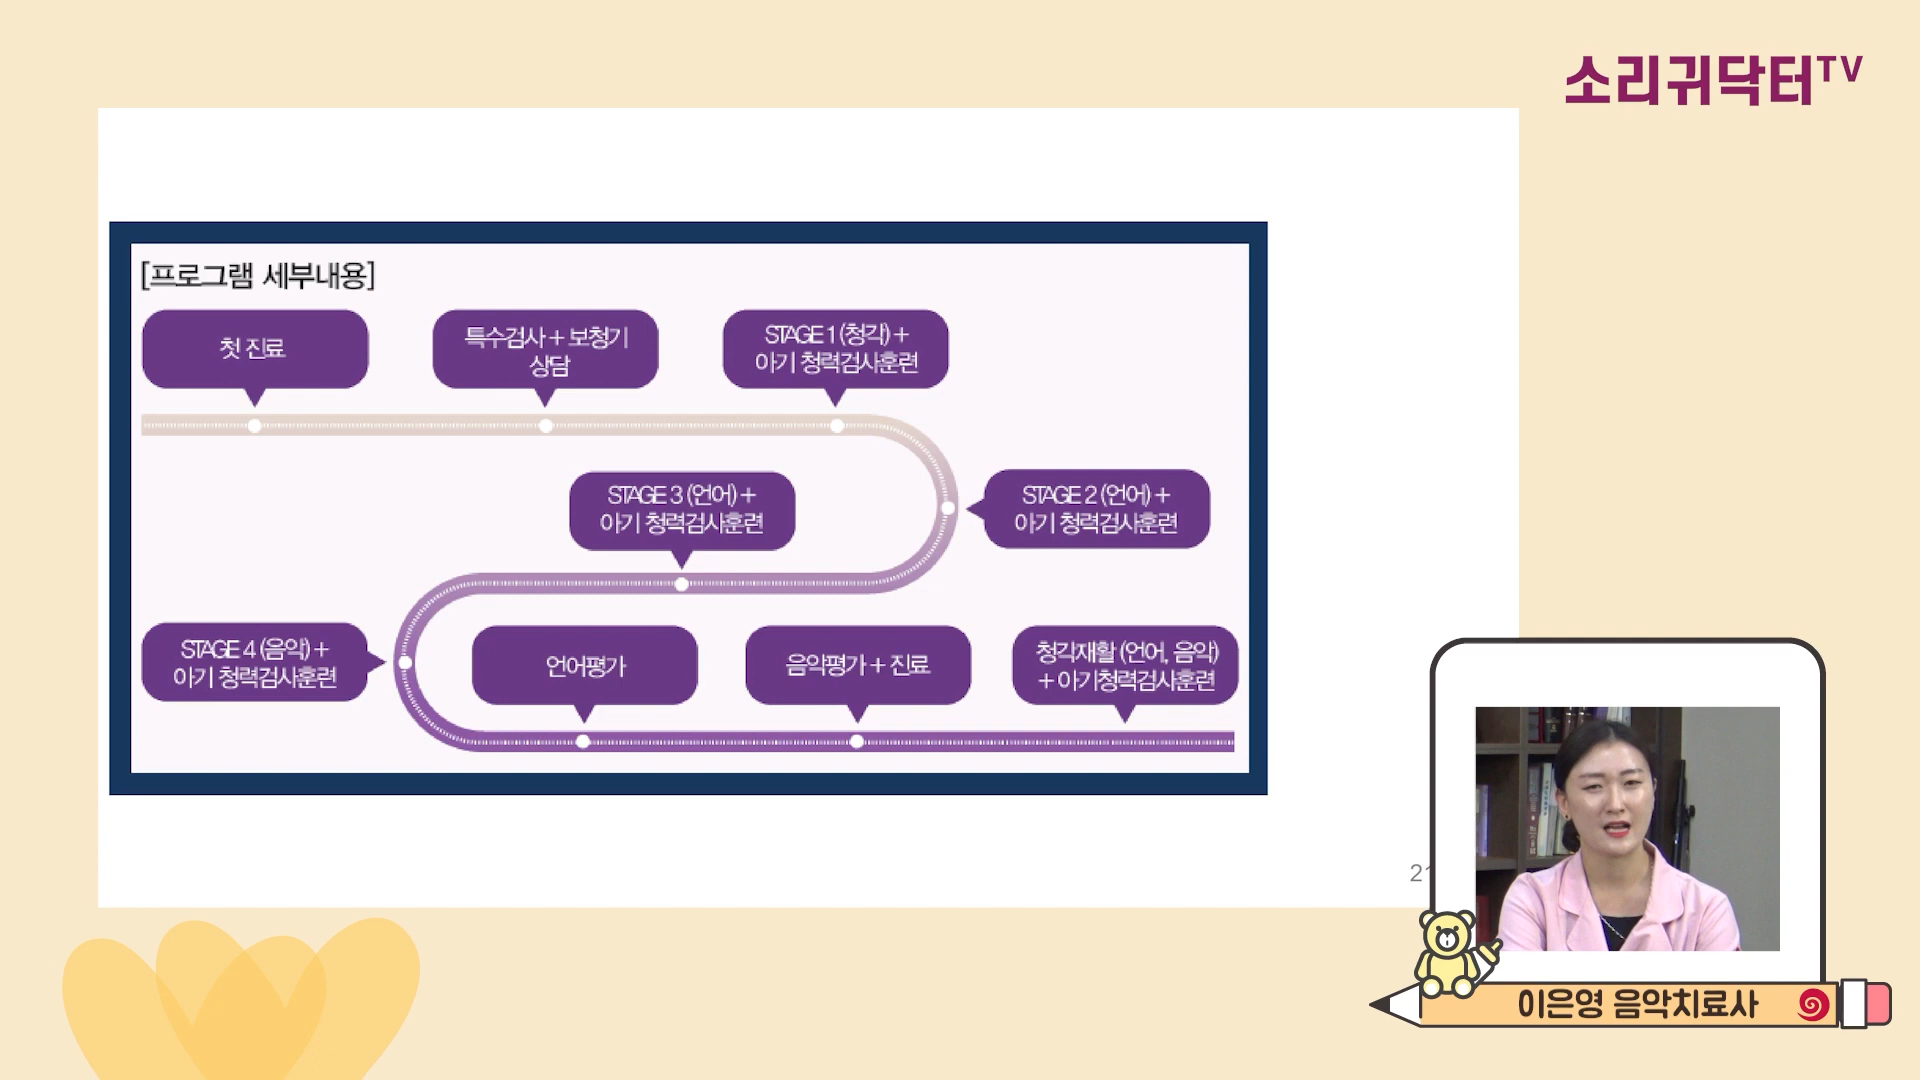 소리귀닥터TV
[프로그램 세부내용]
첫 진료
특수검사 + 보청기
상담
STAGE 1 (청각) +
아기 청력검사훈련
STAGE 2 (언어) +
아기 청력검사훈련
STAGE 3 (언어) +
아기 청력검사훈련
STAGE 4 (음악) +
아기 청력검사훈련
언어평가
음악평가 + 진료
청각재활 (언어, 음악)
+ 아기청력검사훈련
이은영 음악치료사